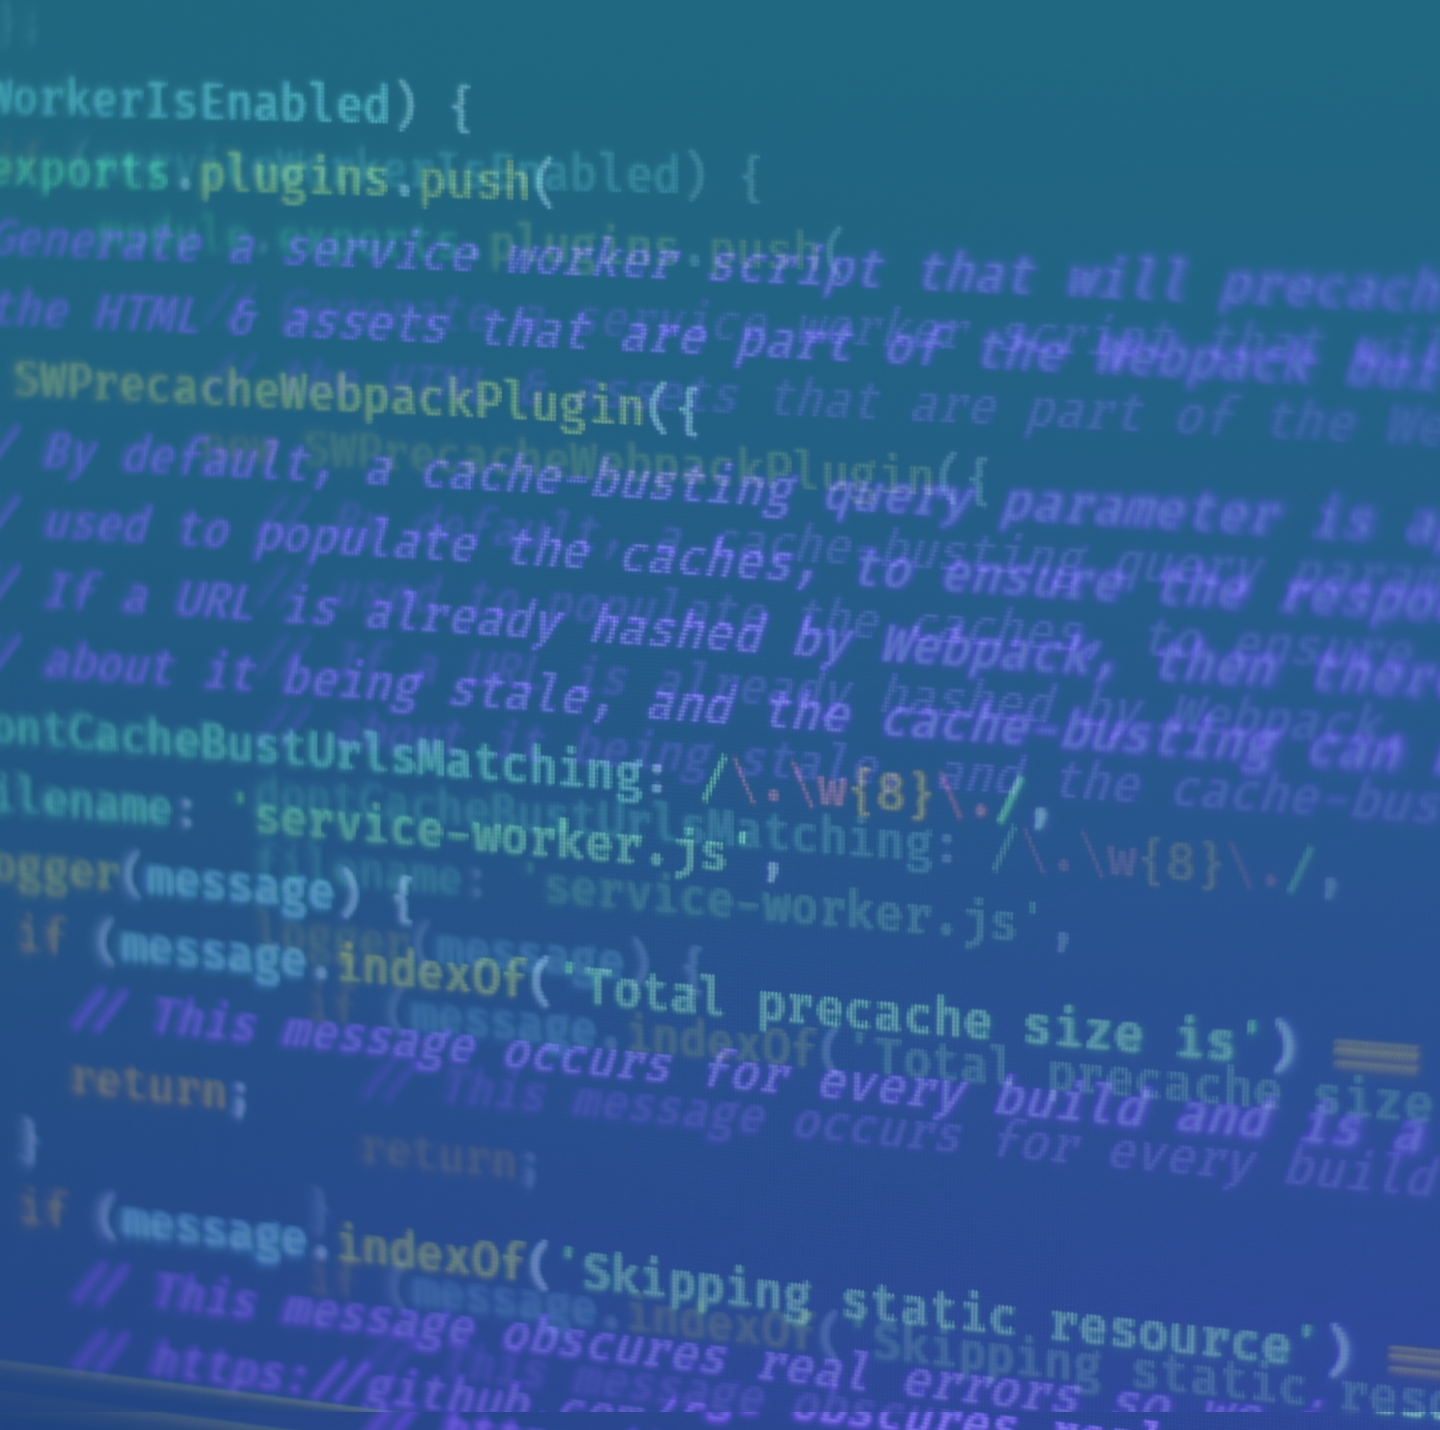 WorkerIsEnabled) {
exports.plugins.push(
Generate a service worker script that will precach
the HTML & assets that are part of the Webpack bui
SWPrecacheWebpackPlugin({
/ By default, a cache-busting query parameter is a
/ used to populate the caches, to ensure the respo
/ If a URL is already hashed by Webpack, then ther
/ about it being stale, and the cache-busting can
ontCacheBustUrlsMatching: /\.\w{8}\./,
ilename: 'service-worker.js',
ogger(message) {
if (message.indexOf('Total precache size is') ===
// This message occurs for every build and is a
return;
}
if (message.indexOf('Skipping static resource') ===
// This message obscures real errors so we
// https://github.com/